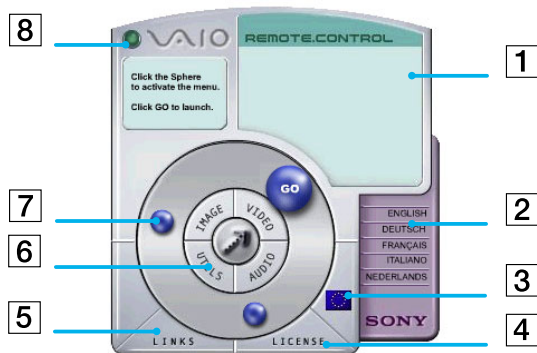 8
VAIO
REMOTE.CONTROL
1
Click the Sphere
to activate the menu.
Click GO to launch.
GO
7
IMAGE
VIDEO
ENGLISH
2
DEUTSCH
FRANÇAIS
6
UTILS
AUDIO
ITALIANO
NEDERLANDS
3
5
SONY
4
LINKS
LICENSE